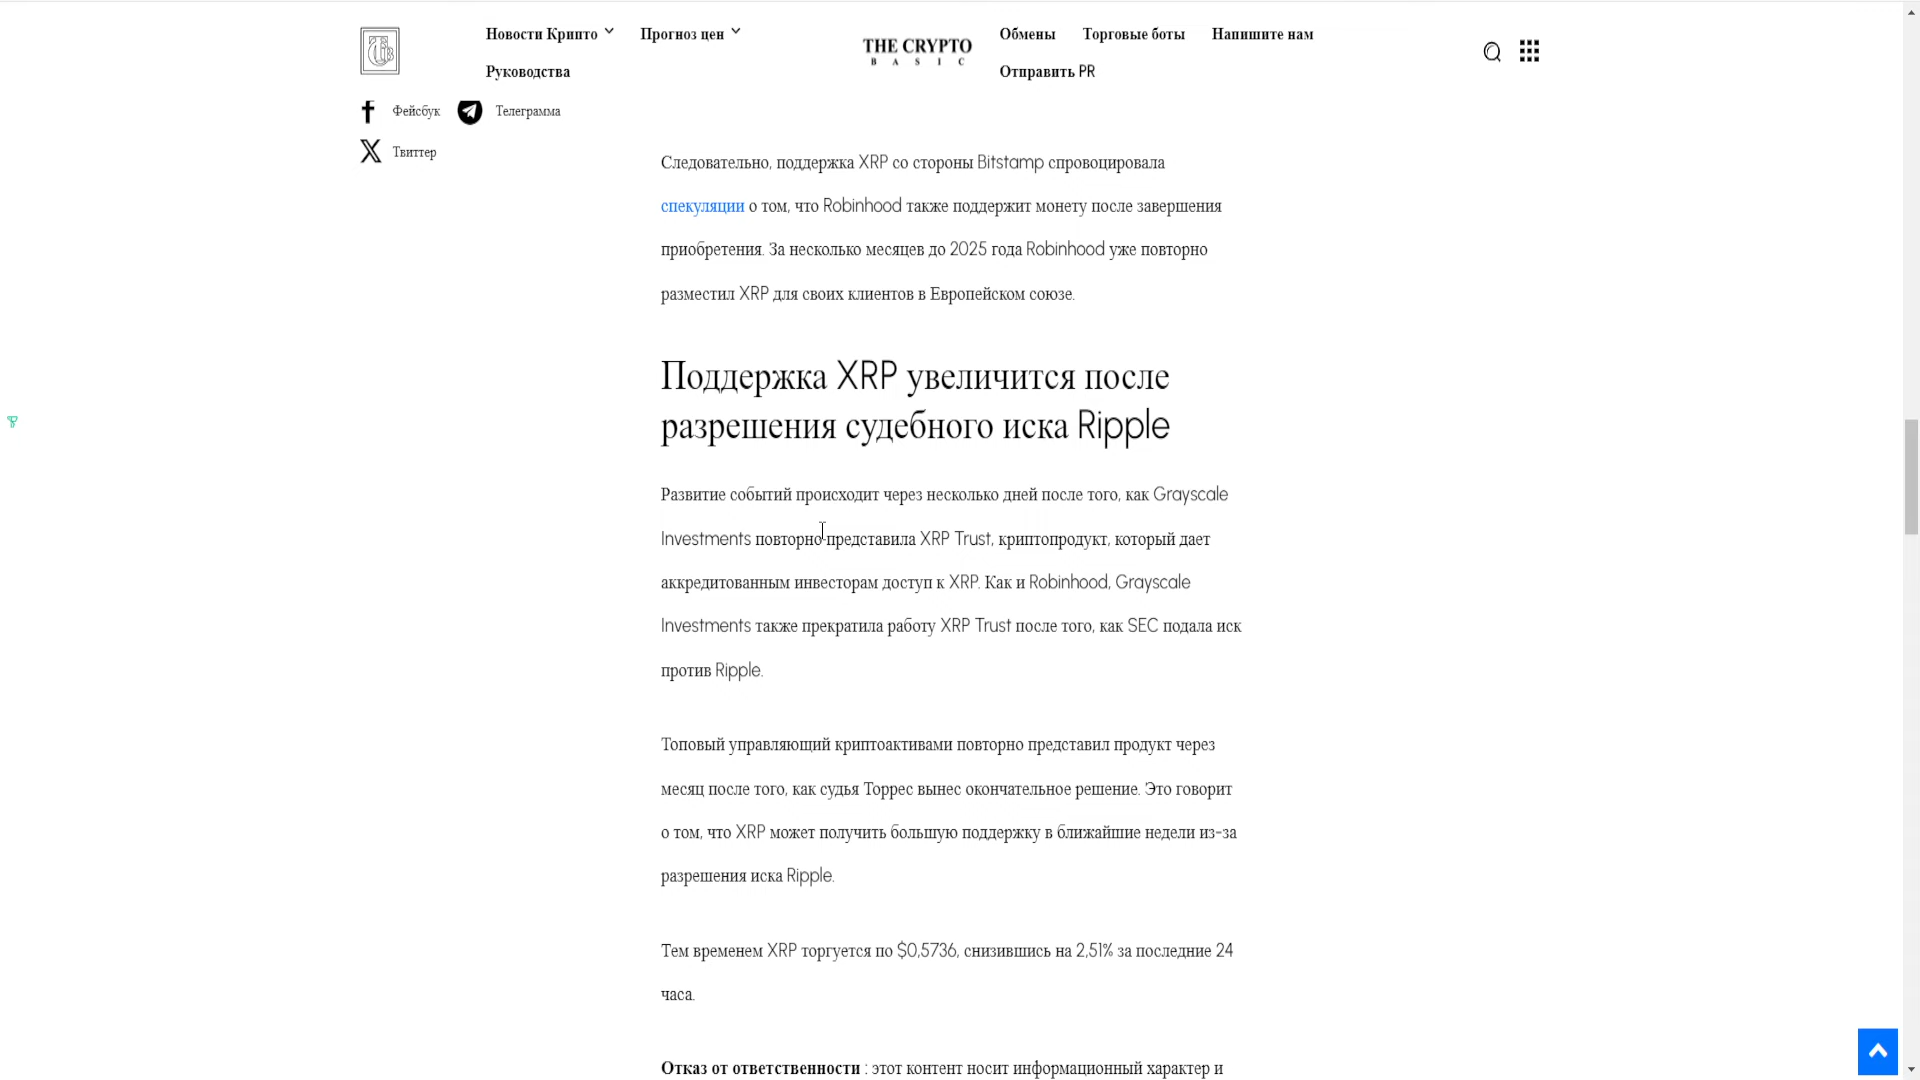 Новости Крипто
Прогноз цен
Руководства
THE CRYPTO
BASIC
Обмены
Торговые боты
Напишите нам
Отправить PR
Фейсбук
Телеграмма
Твиттер
Следовательно, поддержка XRP со стороны Bitstamp спровоцировала
спекуляции о том, что Robinhood также поддержит монету после завершения
приобретения. За несколько месяцев до 2025 года Robinhood уже повторно
разместил XRP для своих клиентов в Европейском союзе.
Поддержка XRP увеличится после
разрешения судебного иска Ripple
Развитие событий происходит через несколько дней после того, как Grayscale
Investments повторно представила XRP Trust, криптопродукт, который дает
аккредитованным инвесторам доступ к XRP. Как и Robinhood, Grayscale
Investments также прекратила работу XRP Trust после того, как SEC подала иск
против Ripple.
Топовый управляющий криптоактивами повторно представил продукт через
месяц после того, как судья Торрес вынес окончательное решение. Это говорит
о том, что XRP может получить большую поддержку в ближайшие недели из-за
разрешения иска Ripple.
Тем временем XRP торгуется по $0,5736, снизившись на 2,51% за последние 24
часа.
Отказ от ответственности : этот контент носит информационный характер и